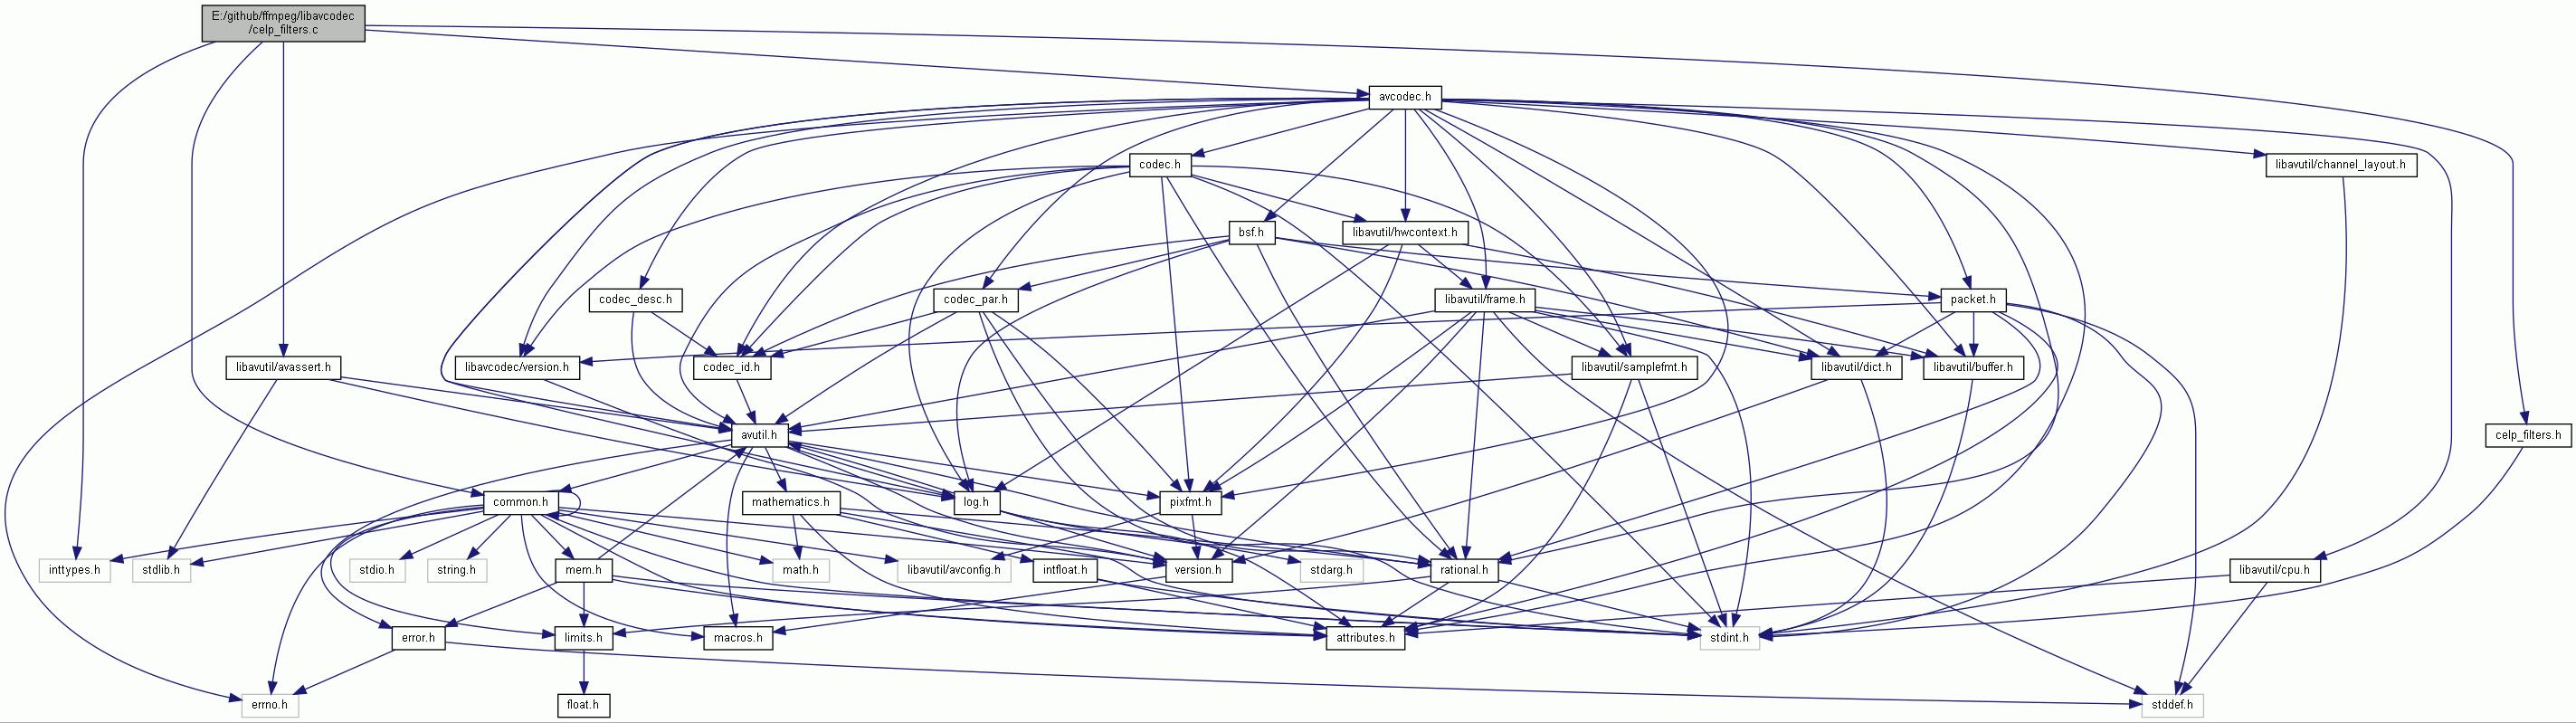 E:/github/ffmpeg/libavcodec
/celp_filters.c
avcodec.h
codec.h
libavutil/channel_layout.h
bsf.h
libavutil/hwcontext.h
codec_desc.h
codec_par.h
libavutil/frame.h
packet.h
libavutil/avassert.h
libavcodec/version.h
codec_id.h
libavutil/samplefmt.h
libavutil/dict.h
libavutil/buffer.h
avutil.h
celp_filters.h
common.h
mathematics.h
log.h
pixfmt.h
inttypes.h
stdlib.h
stdio.h
string.h
mem.h
math.h
libavutil/avconfig.h
intfloat.h
version.h
stdarg.h
rational.h
libavutil/cpu.h
error.h
limits.h
macros.h
attributes.h
stdint.h
errno.h
float.h
stddef.h